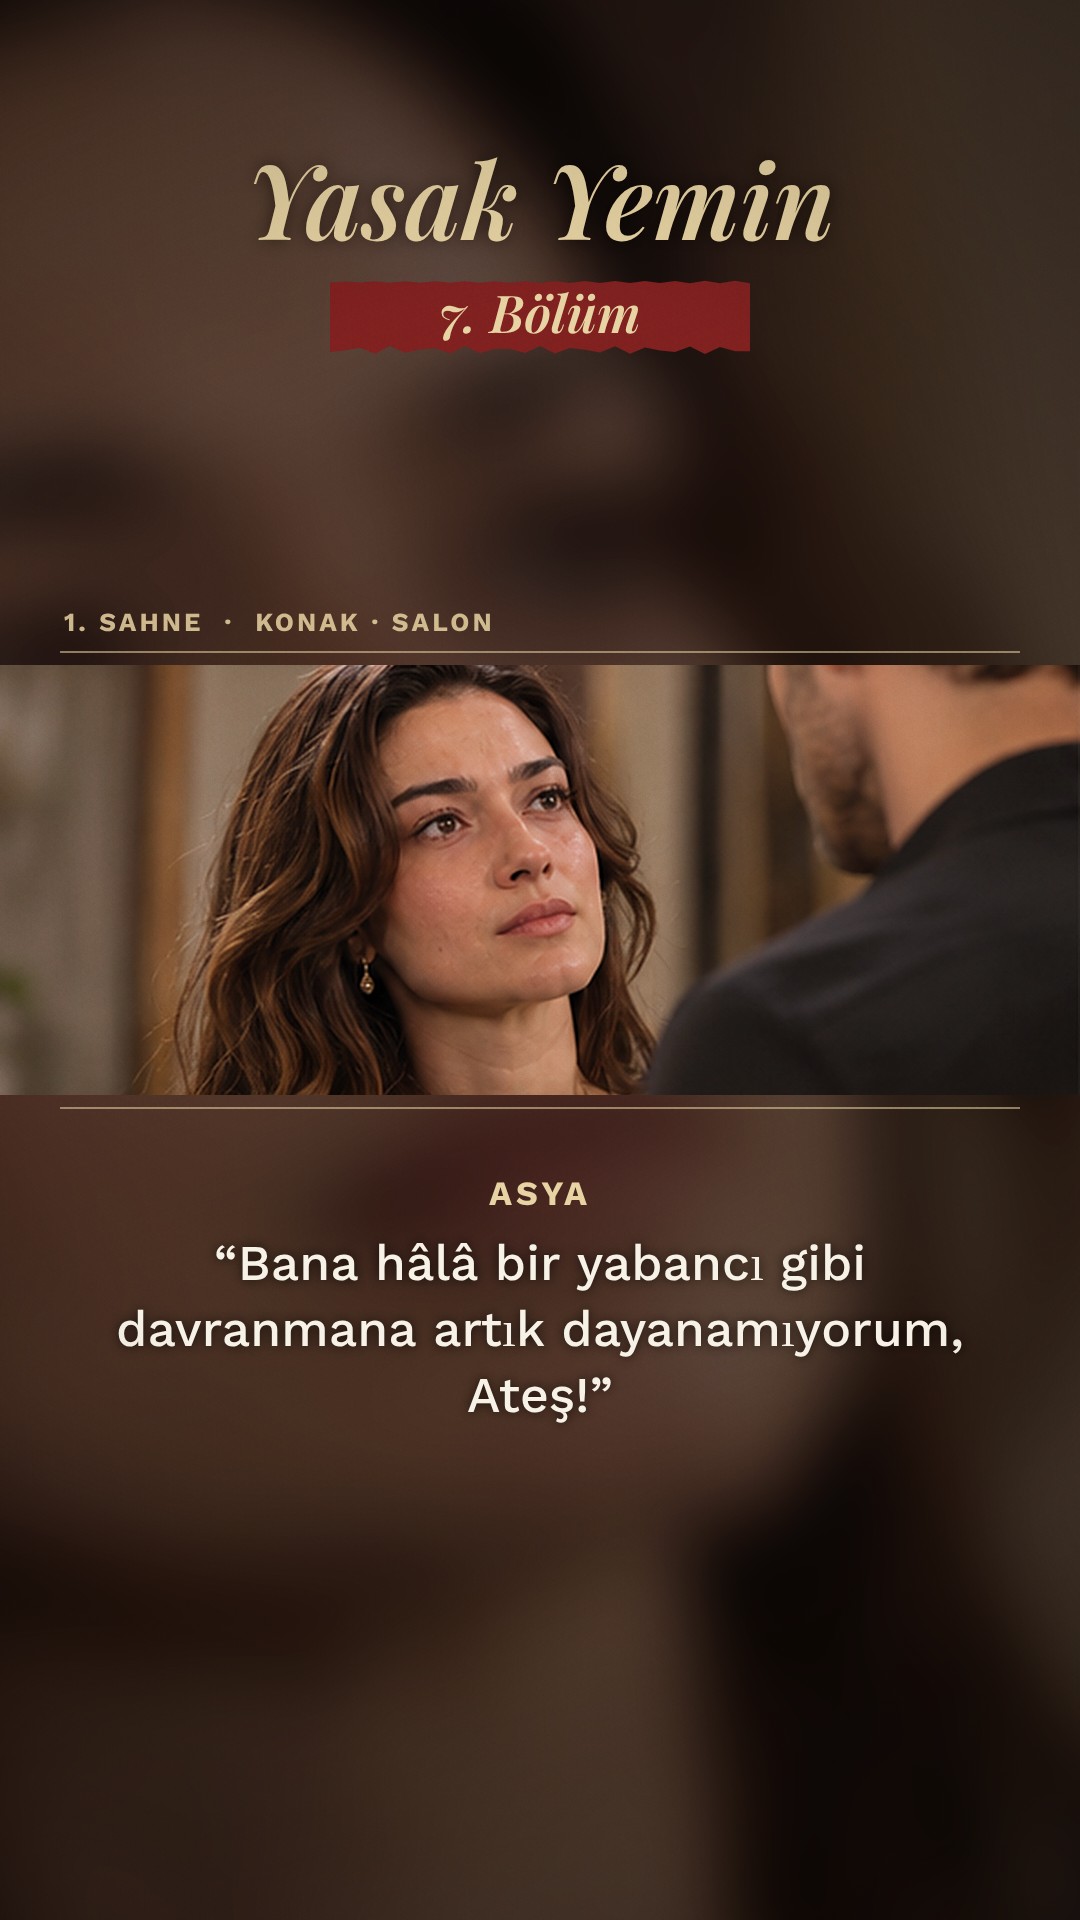 Yasak Yemin
7. Bölüm
1. SAHNE · KONAK · SALON
ASYA
“Bana hâlâ bir yabancı gibi
davranmana artık dayanamıyorum,
Ateş!”